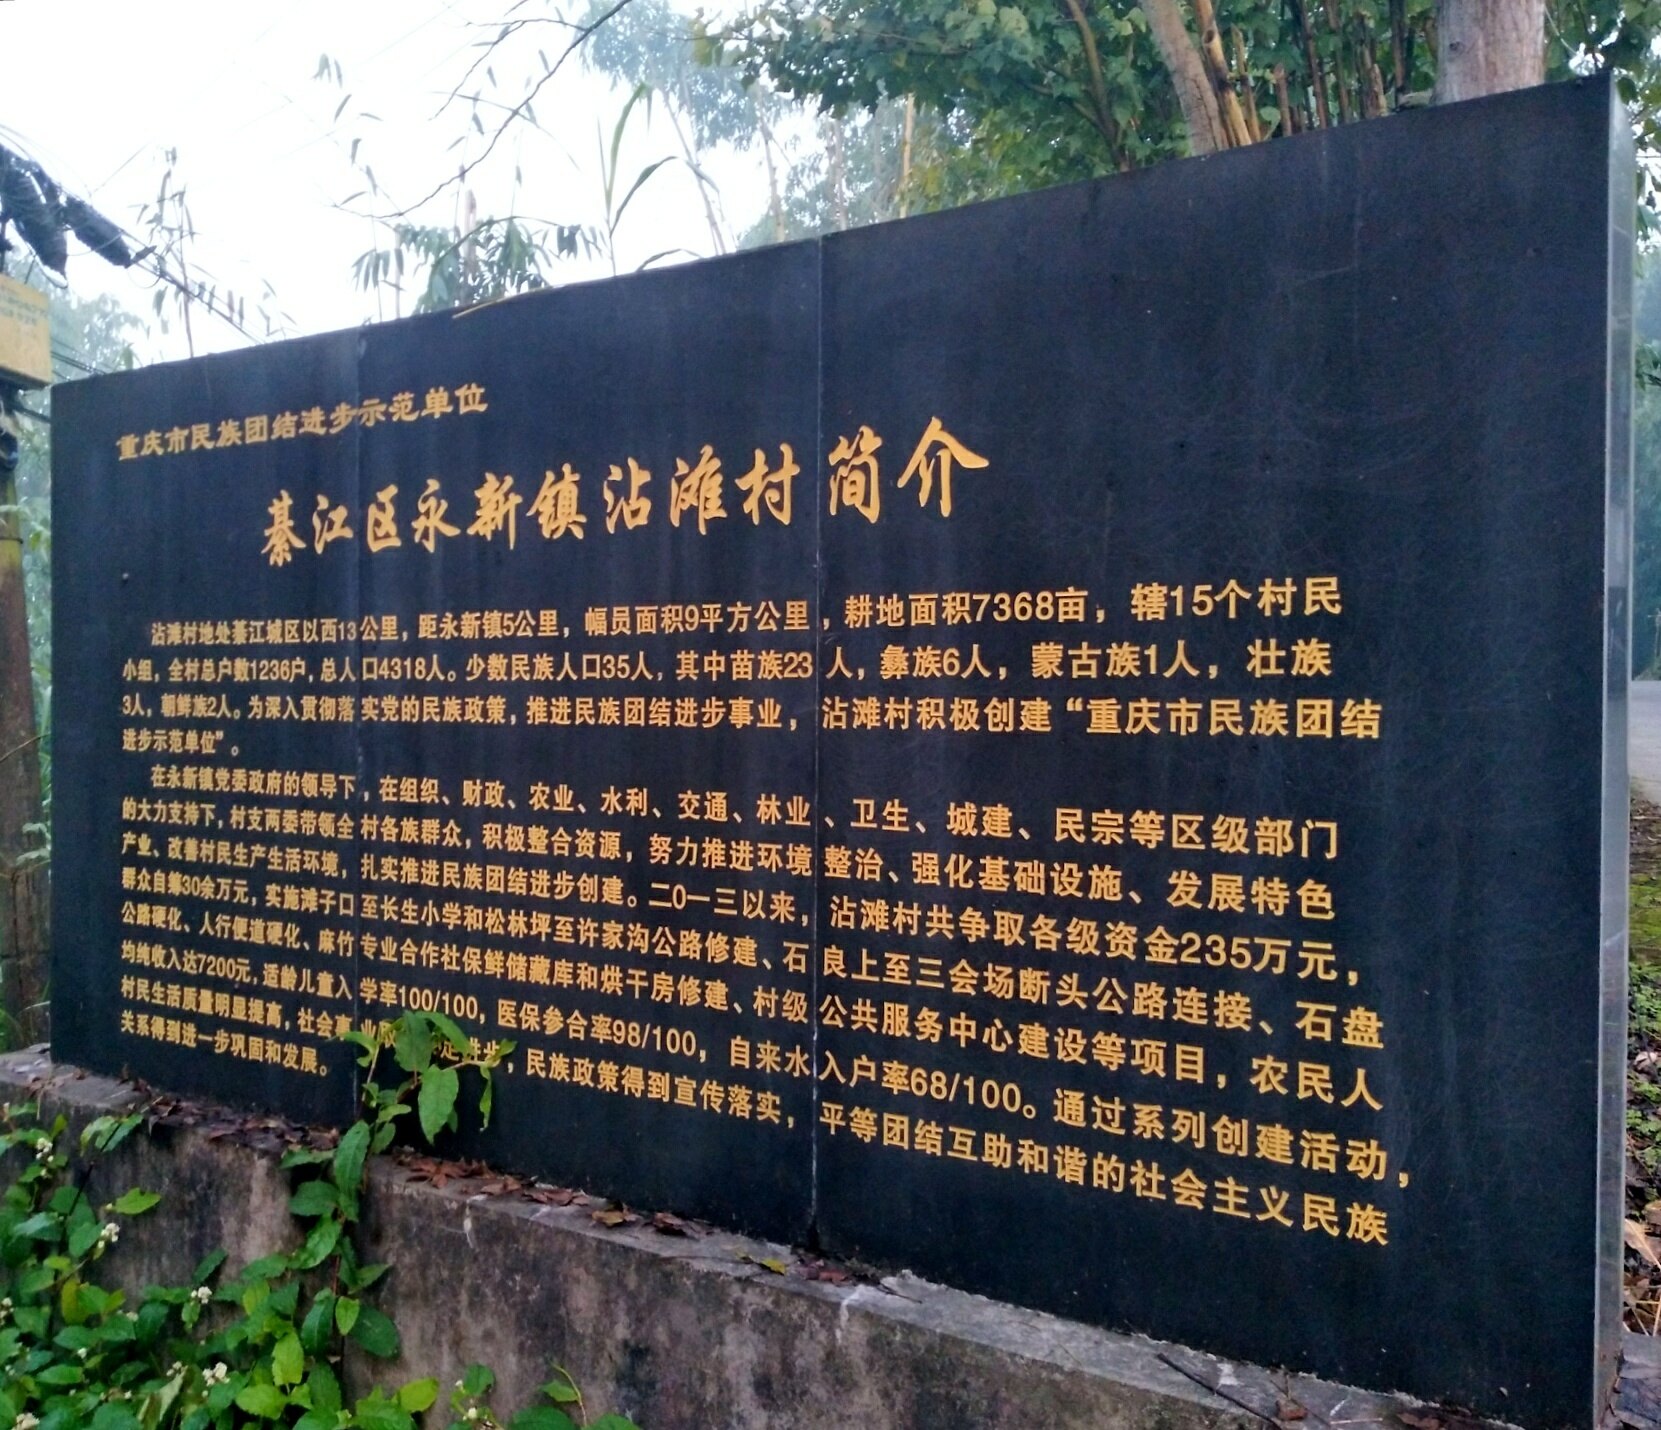 重庆市民族团结进步示范单位
綦江区永新镇沾滩村简介
沾滩村地处綦江城区以西13公里，距永新镇5公里，幅员面积9平方公里，耕地面积7368亩，辖15个村民
小组，全村总户数1236户，总人口4318人。少数民族人口35人，其中苗族23人，彝族6人，蒙古族1人，壮族
3人，朝鲜族2人。为深入贯彻落实党的民族政策，推进民族团结进步事业，沾滩村积极创建“重庆市民族团结
进步示范单位”。
在永新镇党委政府的领导下，在组织、财政、农业、水利、交通、林业、卫生、城建、民宗等区级部门
的大力支持下，村支两委带领全村各族群众，积极整合资源，努力推进环境整治、强化基础设施、发展特色
产业、改善村民生产生活环境，扎实推进民族团结进步创建。二0一三以来，沾滩村共争取各级资金235万元，
群众自筹30余万元，实施滩子口至长生小学和松林坪至许家沟公路修建、石良上至三会场断头公路连接、石盘
公路硬化、人行便道硬化、麻竹专业合作社保鲜储藏库和烘干房修建、村级公共服务中心建设等项目，农民人
均纯收入达7200元，适龄儿童入学率100/100，医保参合率98/100，自来水入户率68/100。通过系列创建活动，
村民生活质量明显提高，社会事业取足进步，民族政策得到宣传落实，平等团结互助和谐的社会主义民族
关系得到进一步巩固和发展。